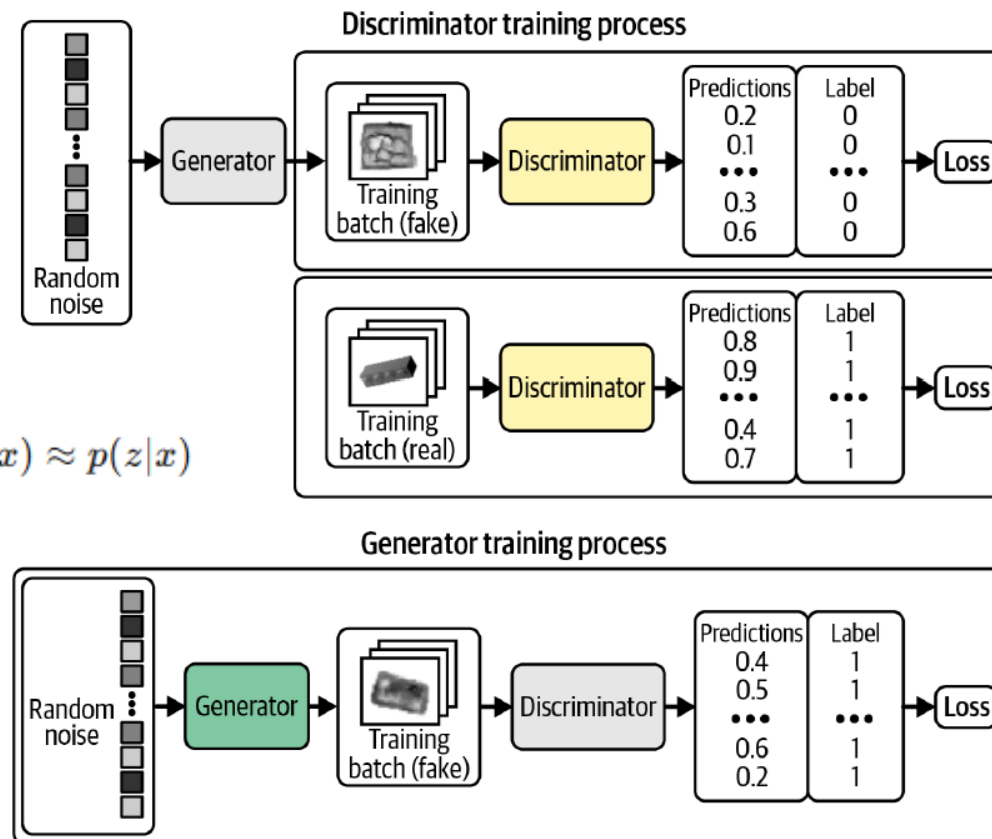 Discriminator training process
Random
noise
Generator
Training
batch (fake)
Discriminator
Predictions Label
0.2 0
0.1 0
••• •••
0.3 0
0.6 0
Loss
Training
batch (real)
Discriminator
Predictions Label
0.8 1
0.9 1
••• •••
0.4 1
0.7 1
Loss
x) ≈ p(z|x)
Generator training process
Random
noise
Generator
Training
batch (fake)
Discriminator
Predictions Label
0.4 1
0.5 1
••• •••
0.6 1
0.2 1
Loss